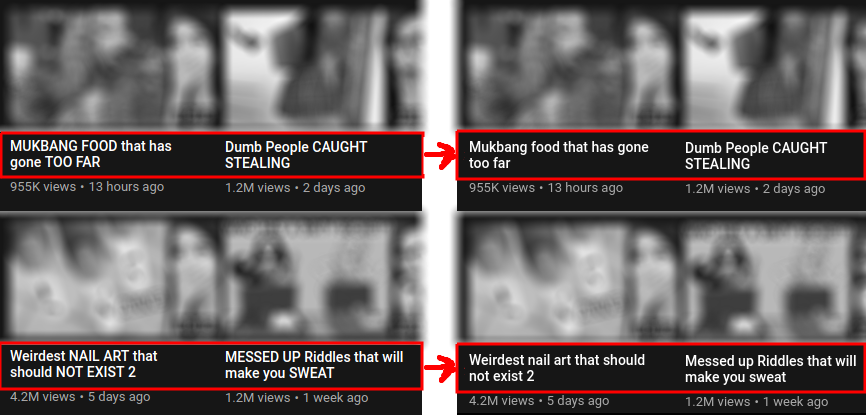 MUKBANG FOOD that has
gone TOO FAR
955K views • 13 hours ago
Dumb People CAUGHT
STEALING
1.2M views • 2 days ago
Mukbang food that has gone
too far
955K views • 13 hours ago
Dumb People CAUGHT
STEALING
1.2M views • 2 days ago
Weirdest NAIL ART that
should NOT EXIST 2
4.2M views • 5 days ago
MESSED UP Riddles that will
make you SWEAT
1.2M views • 1 week ago
Weirdest nail art that should
not exist 2
4.2M views • 5 days ago
Messed up Riddles that will
make you sweat
1.2M views • 1 week ago